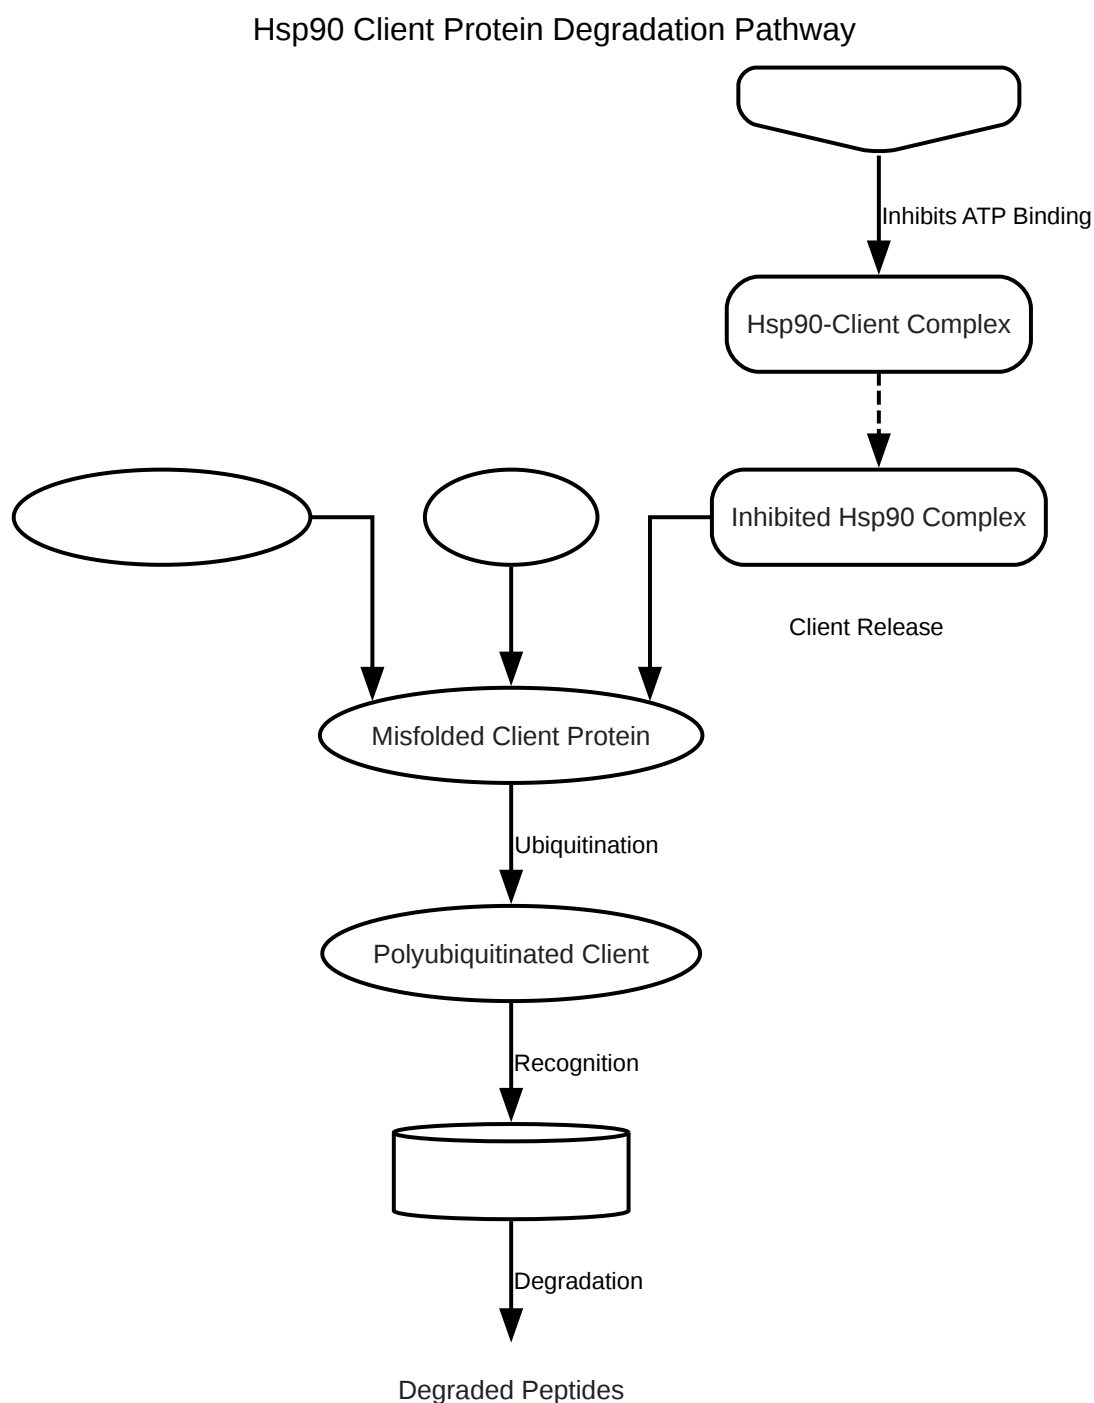 Hsp90 Client Protein Degradation Pathway
Inhibits ATP Binding
Hsp90-Client Complex
Inhibited Hsp90 Complex
Client Release
Misfolded Client Protein
Ubiquitination
Polyubiquitinated Client
Recognition
Degradation
Degraded Peptides